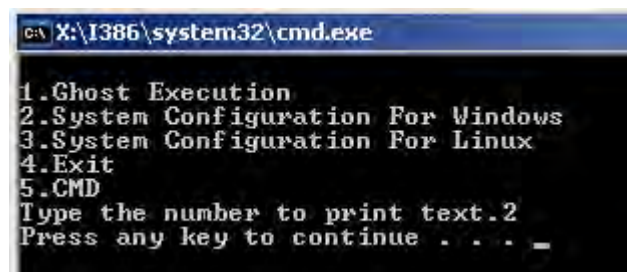 X:\I386\system32\cmd.exe
1.Ghost Execution
2.System Configuration For Windows
3.System Configuration For Linux
4.Exit
5.CMD
Type the number to print text.2
Press any key to continue . . . _